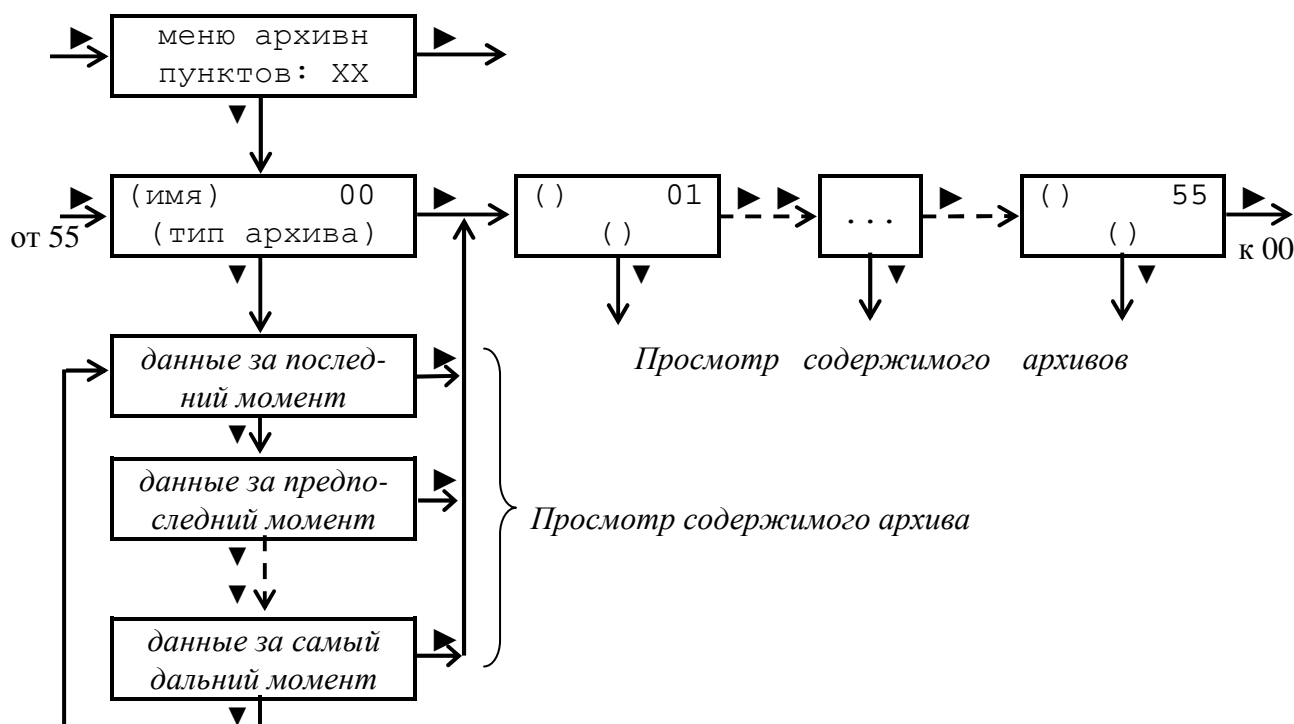 меню архивн
пунктов: XX
(имя) 00
(тип архива)
() 01
()
...
() 55
()
от 55
к 00
данные за послед-
ний момент
Просмотр содержимого архивов
данные за предпо-
следний момент
Просмотр содержимого архива
данные за самый
дальний момент